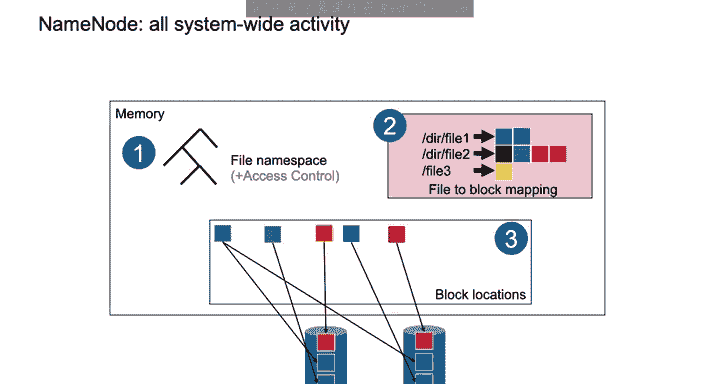 NameNode: all system-wide activity
Memory
1
File namespace
(+Access Control)
2
/dir/file1
/dir/file2
/file3
File to block mapping
3
Block locations